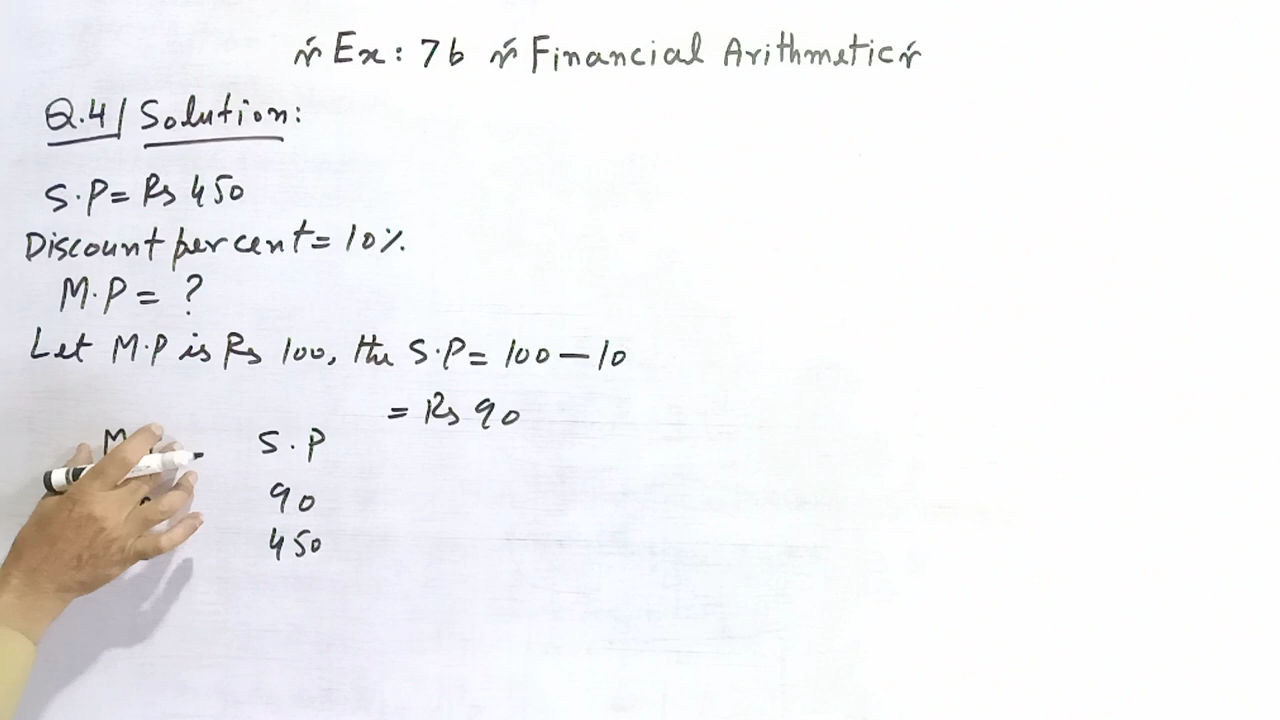 Ex: 7b Financial Arithmetic
Q.4/ Solution:
S.P= Rs 450
Discount percent= 10%
M.P= ?
Let M.P is Rs 100, the S.P= 100-10
= Rs 90
M S.P
90
450